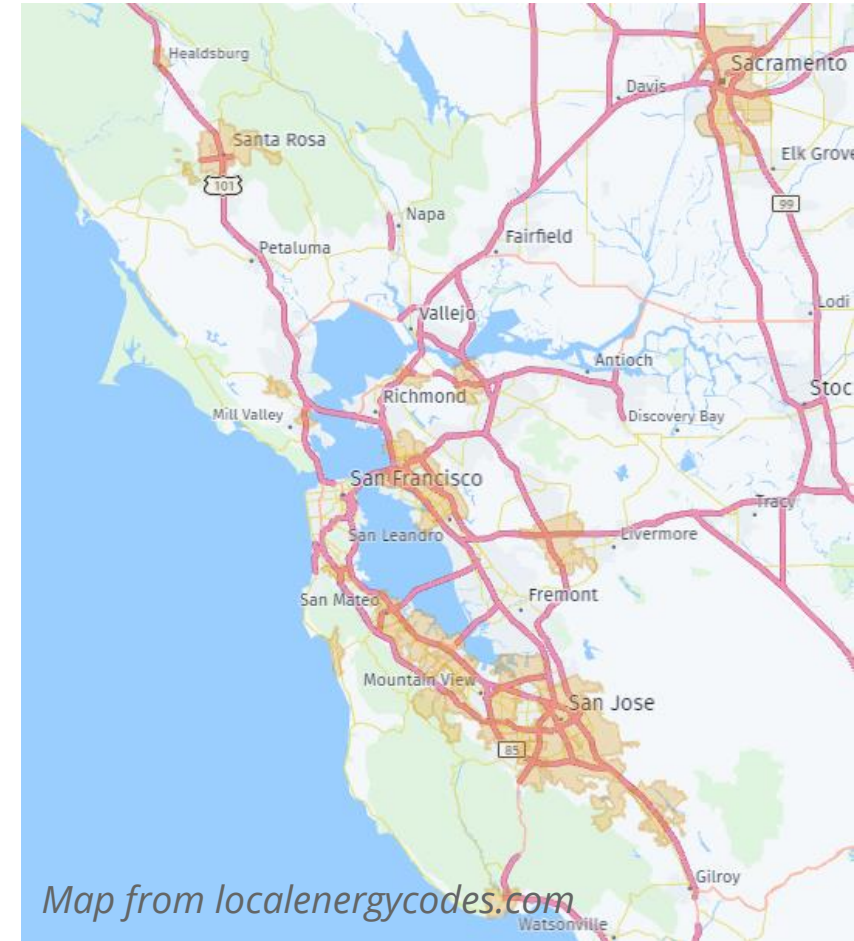 Healdsburg
Sacramento
Davis
Santa Rosa
Elk Grove
101
99
Napa
Fairfield
Petaluma
Lodi
Vallejo
Antioch
Stoc
Richmond
Mill Valley
Discovery Bay
San Francisco
Tracy
San Leandro
Livermore
Fremont
San Mateo
Mountain View
San Jose
85
Gilroy
Map from localenergycodes.com
Watsonville